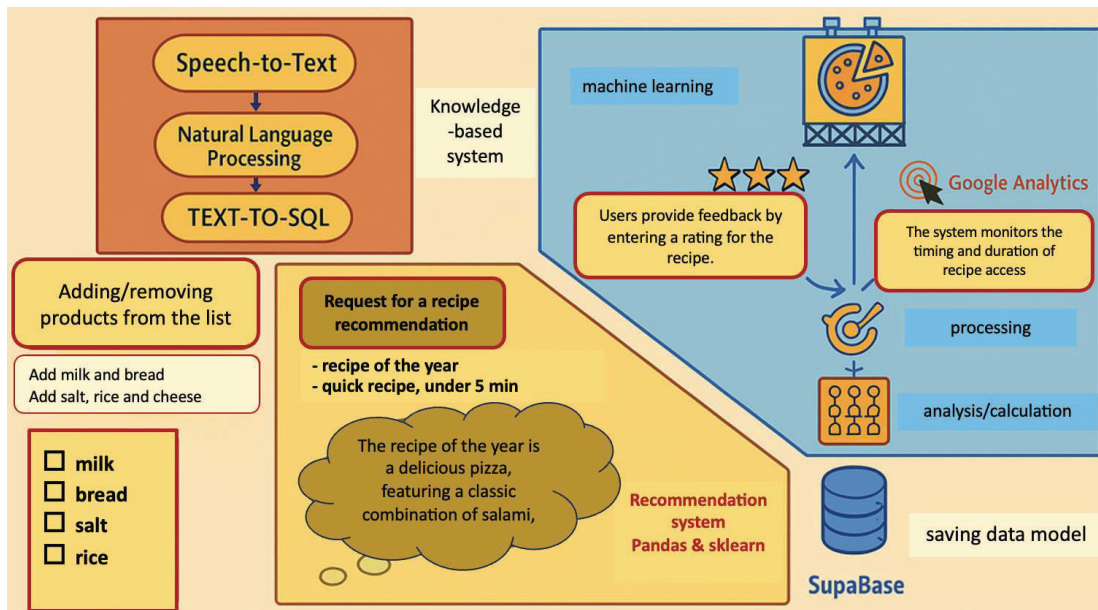 Speech-to-Text
Natural Language
Processing
TEXT-TO-SQL
Knowledge
-based
system
Adding/removing
products from the list
Add milk and bread
Add salt, rice and cheese
milk
bread
salt
rice
Request for a recipe
recommendation
- recipe of the year
- quick recipe, under 5 min
The recipe of the year is
a delicious pizza,
featuring a classic
combination of salami,
Recommendation
system
Pandas & sklearn
machine learning
Users provide feedback by
entering a rating for the
recipe.
Google Analytics
The system monitors the
timing and duration of
recipe access
processing
analysis/calculation
saving data model
SupaBase